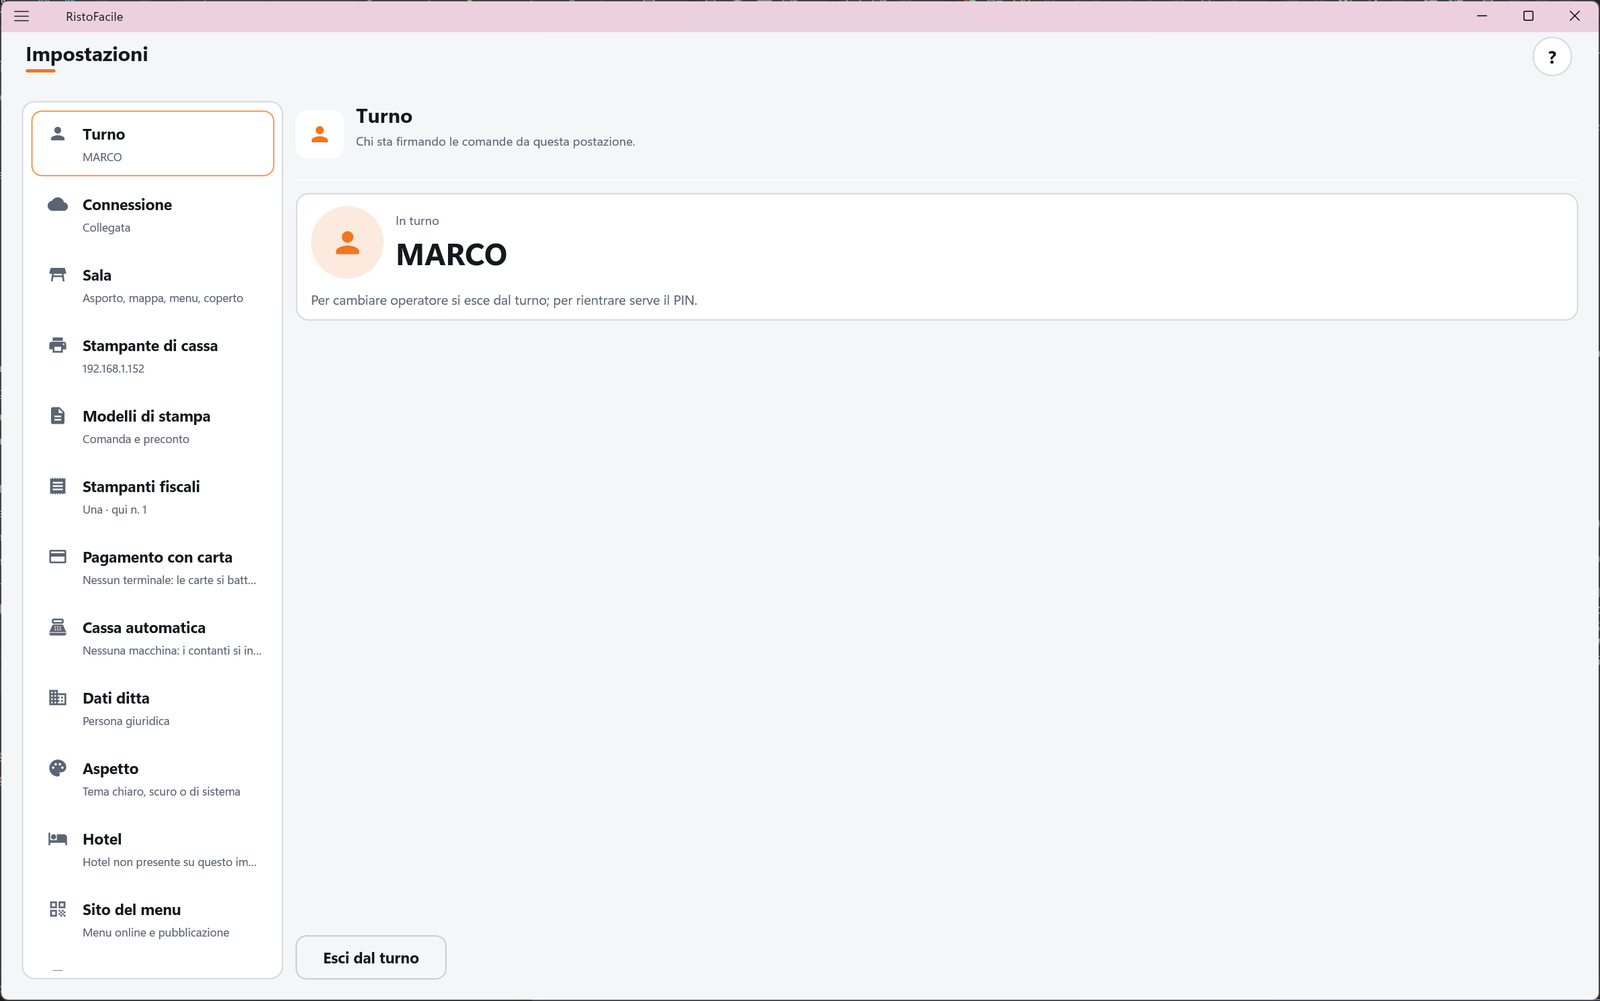 RistoFacile
Impostazioni
?
Turno
MARCO
Connessione
Collegata
Sala
Asporto, mappa, menu, coperto
Stampante di cassa
192.168.1.152
Modelli di stampa
Comanda e preconto
Stampanti fiscali
Una · qui n. 1
Pagamento con carta
Nessun terminale: le carte si batt...
Cassa automatica
Nessuna macchina: i contanti si in...
Dati ditta
Persona giuridica
Aspetto
Tema chiaro, scuro o di sistema
Hotel
Hotel non presente su questo im...
Sito del menu
Menu online e pubblicazione
Turno
Chi sta firmando le comande da questa postazione.
In turno
MARCO
Per cambiare operatore si esce dal turno; per rientrare serve il PIN.
Esci dal turno